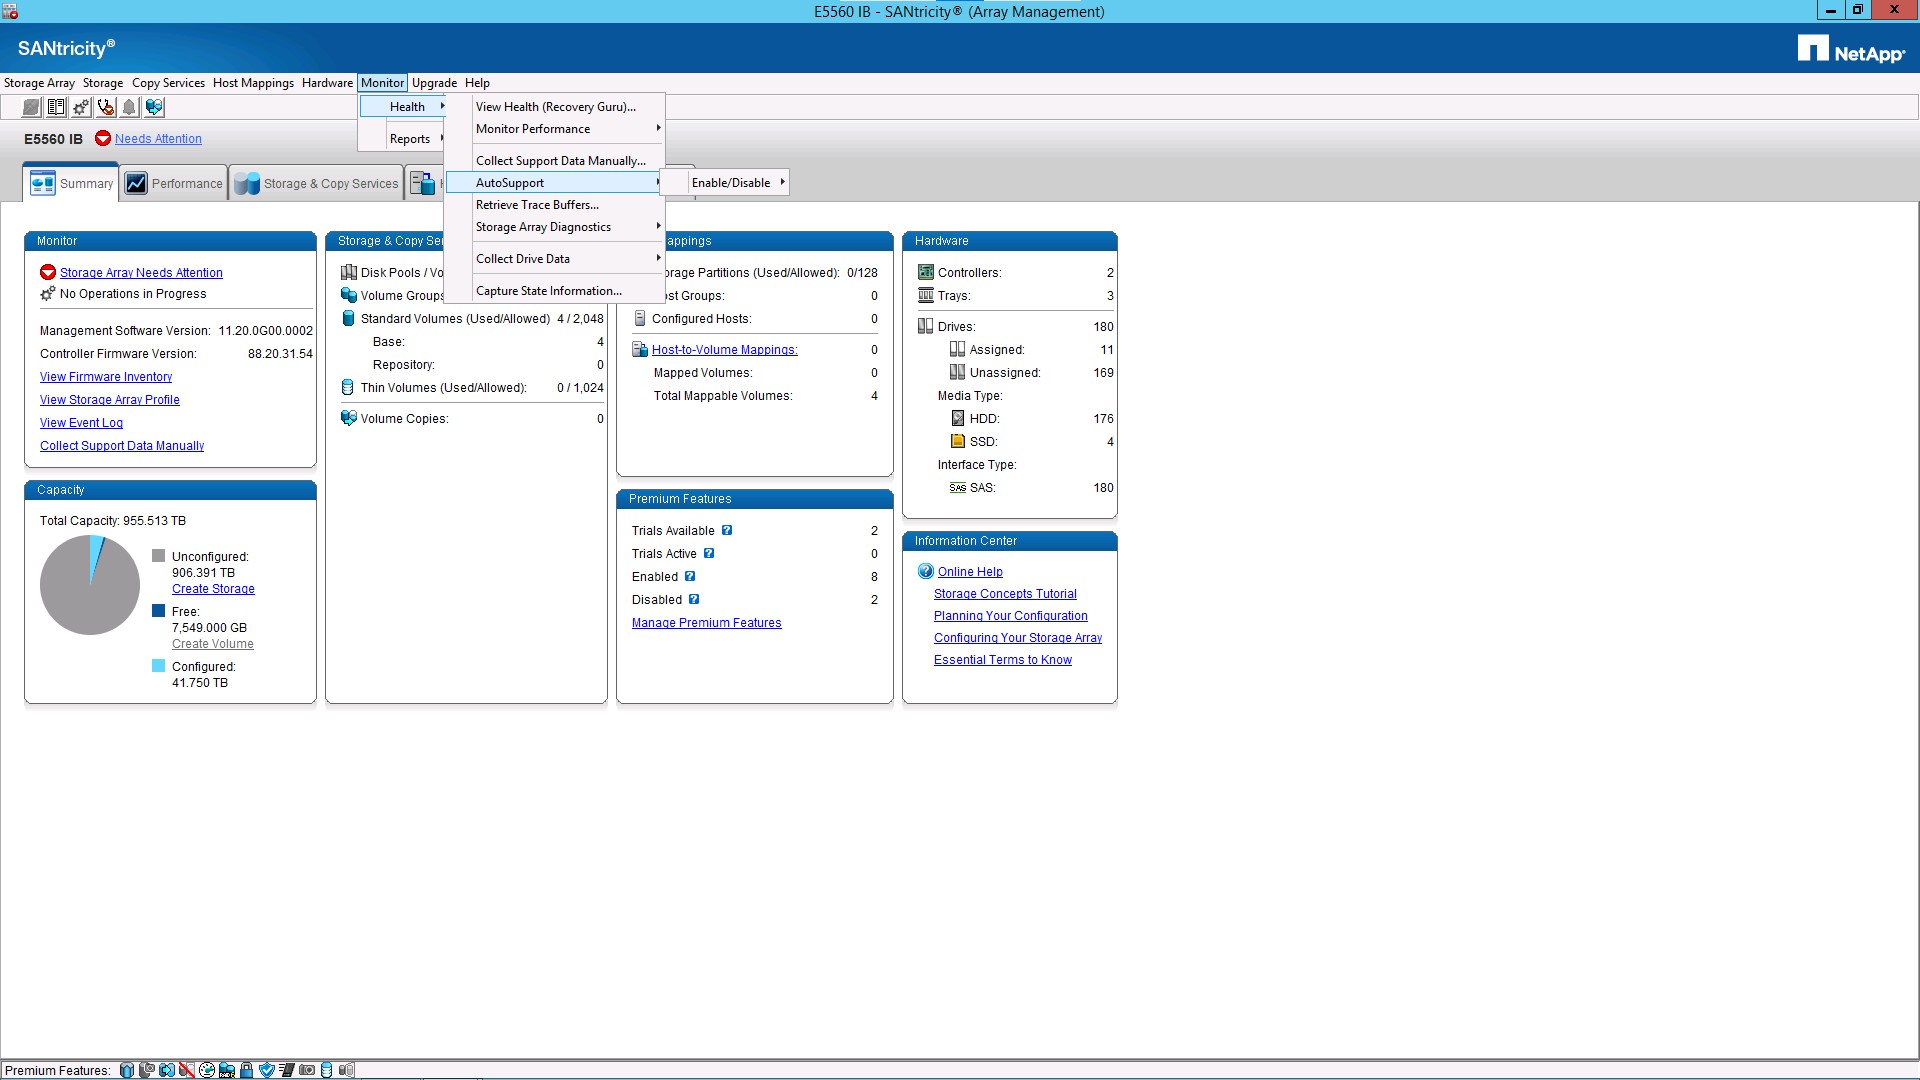 E5560 IB - SANtricity® (Array Management)
SANtricity®
NetApp®
Storage Array Storage Copy Services Host Mappings Hardware Monitor Upgrade Help
Health
Reports
View Health (Recovery Guru)...
Monitor Performance
Collect Support Data Manually...
AutoSupport
Enable/Disable
Retrieve Trace Buffers...
Storage Array Diagnostics
Collect Drive Data
Capture State Information...
E5560 IB Needs Attention
Summary Performance Storage & Copy Services
Monitor
Storage Array Needs Attention
No Operations in Progress
Management Software Version: 11.20.0G00.0002
Controller Firmware Version: 88.20.31.54
View Firmware Inventory
View Storage Array Profile
View Event Log
Collect Support Data Manually
Capacity
Total Capacity: 955.513 TB
Unconfigured:
906.391 TB
Create Storage
Free:
7,549.000 GB
Create Volume
Configured:
41.750 TB
Storage & Copy Ser
Disk Pools / Vo
Volume Groups
Standard Volumes (Used/Allowed) 4 / 2,048
Base: 4
Repository: 0
Thin Volumes (Used/Allowed): 0 / 1,024
Volume Copies: 0
appings
orage Partitions (Used/Allowed): 0/128
st Groups: 0
Configured Hosts: 0
Host-to-Volume Mappings: 0
Mapped Volumes: 0
Total Mappable Volumes: 4
Premium Features
Trials Available ? 2
Trials Active ? 0
Enabled ? 8
Disabled ? 2
Manage Premium Features
Hardware
Controllers: 2
Trays: 3
Drives: 180
Assigned: 11
Unassigned: 169
Media Type:
HDD: 176
SSD: 4
Interface Type:
SAS SAS: 180
Information Center
? Online Help
Storage Concepts Tutorial
Planning Your Configuration
Configuring Your Storage Array
Essential Terms to Know
Premium Features: